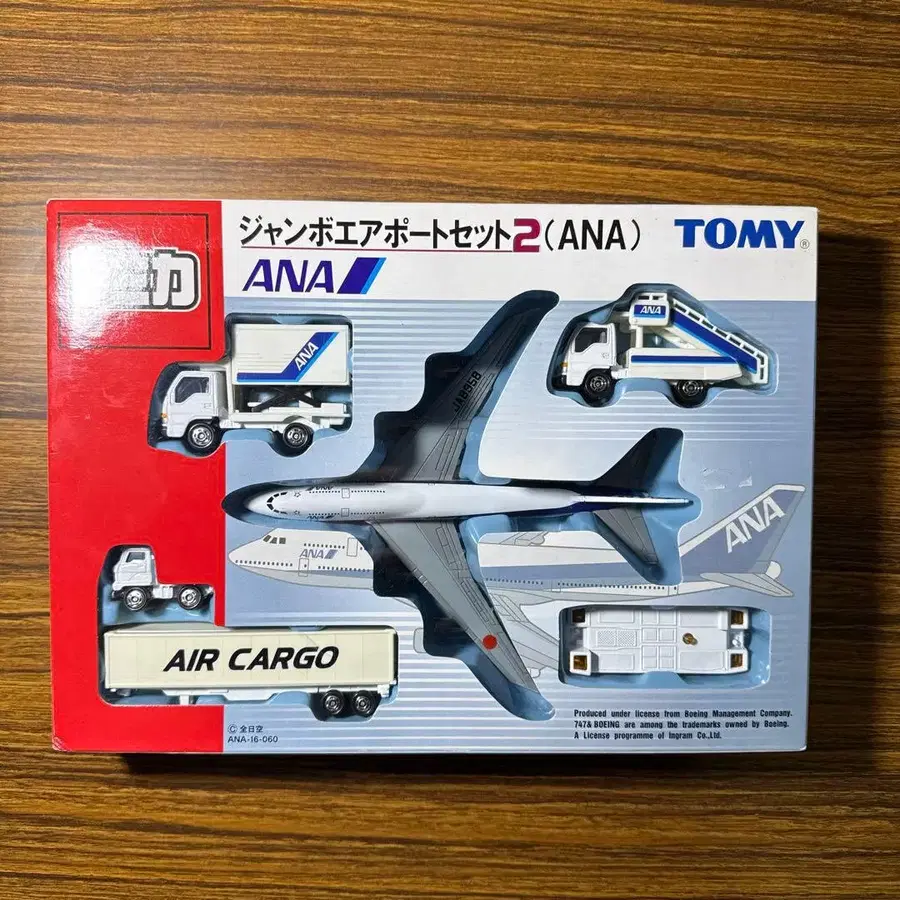 ジャンボエアポートセット2(ANA)
TOMY®
ANA
ANA
ANA
JA8958
ANA
ANA
ANA
AIR CARGO
© 全日空
ANA-16-060
Produced under license from Boeing Management Company.
747& BOEING are among the trademarks owned by Boeing.
A License programme of Ingram Co.,Ltd.